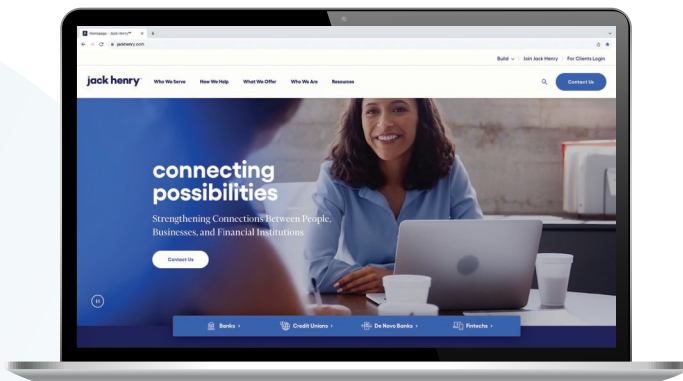 Homepage - Jack Henry™
jackhenry.com
Build Join Jack Henry For Clients Login
jack henry™ Who We Serve How We Help What We Offer Who We Are Resources Contact Us
connecting
possibilities
Strengthening Connections Between People,
Businesses, and Financial Institutions
Contact Us
Banks > Credit Unions > De Novo Banks > Fintechs >